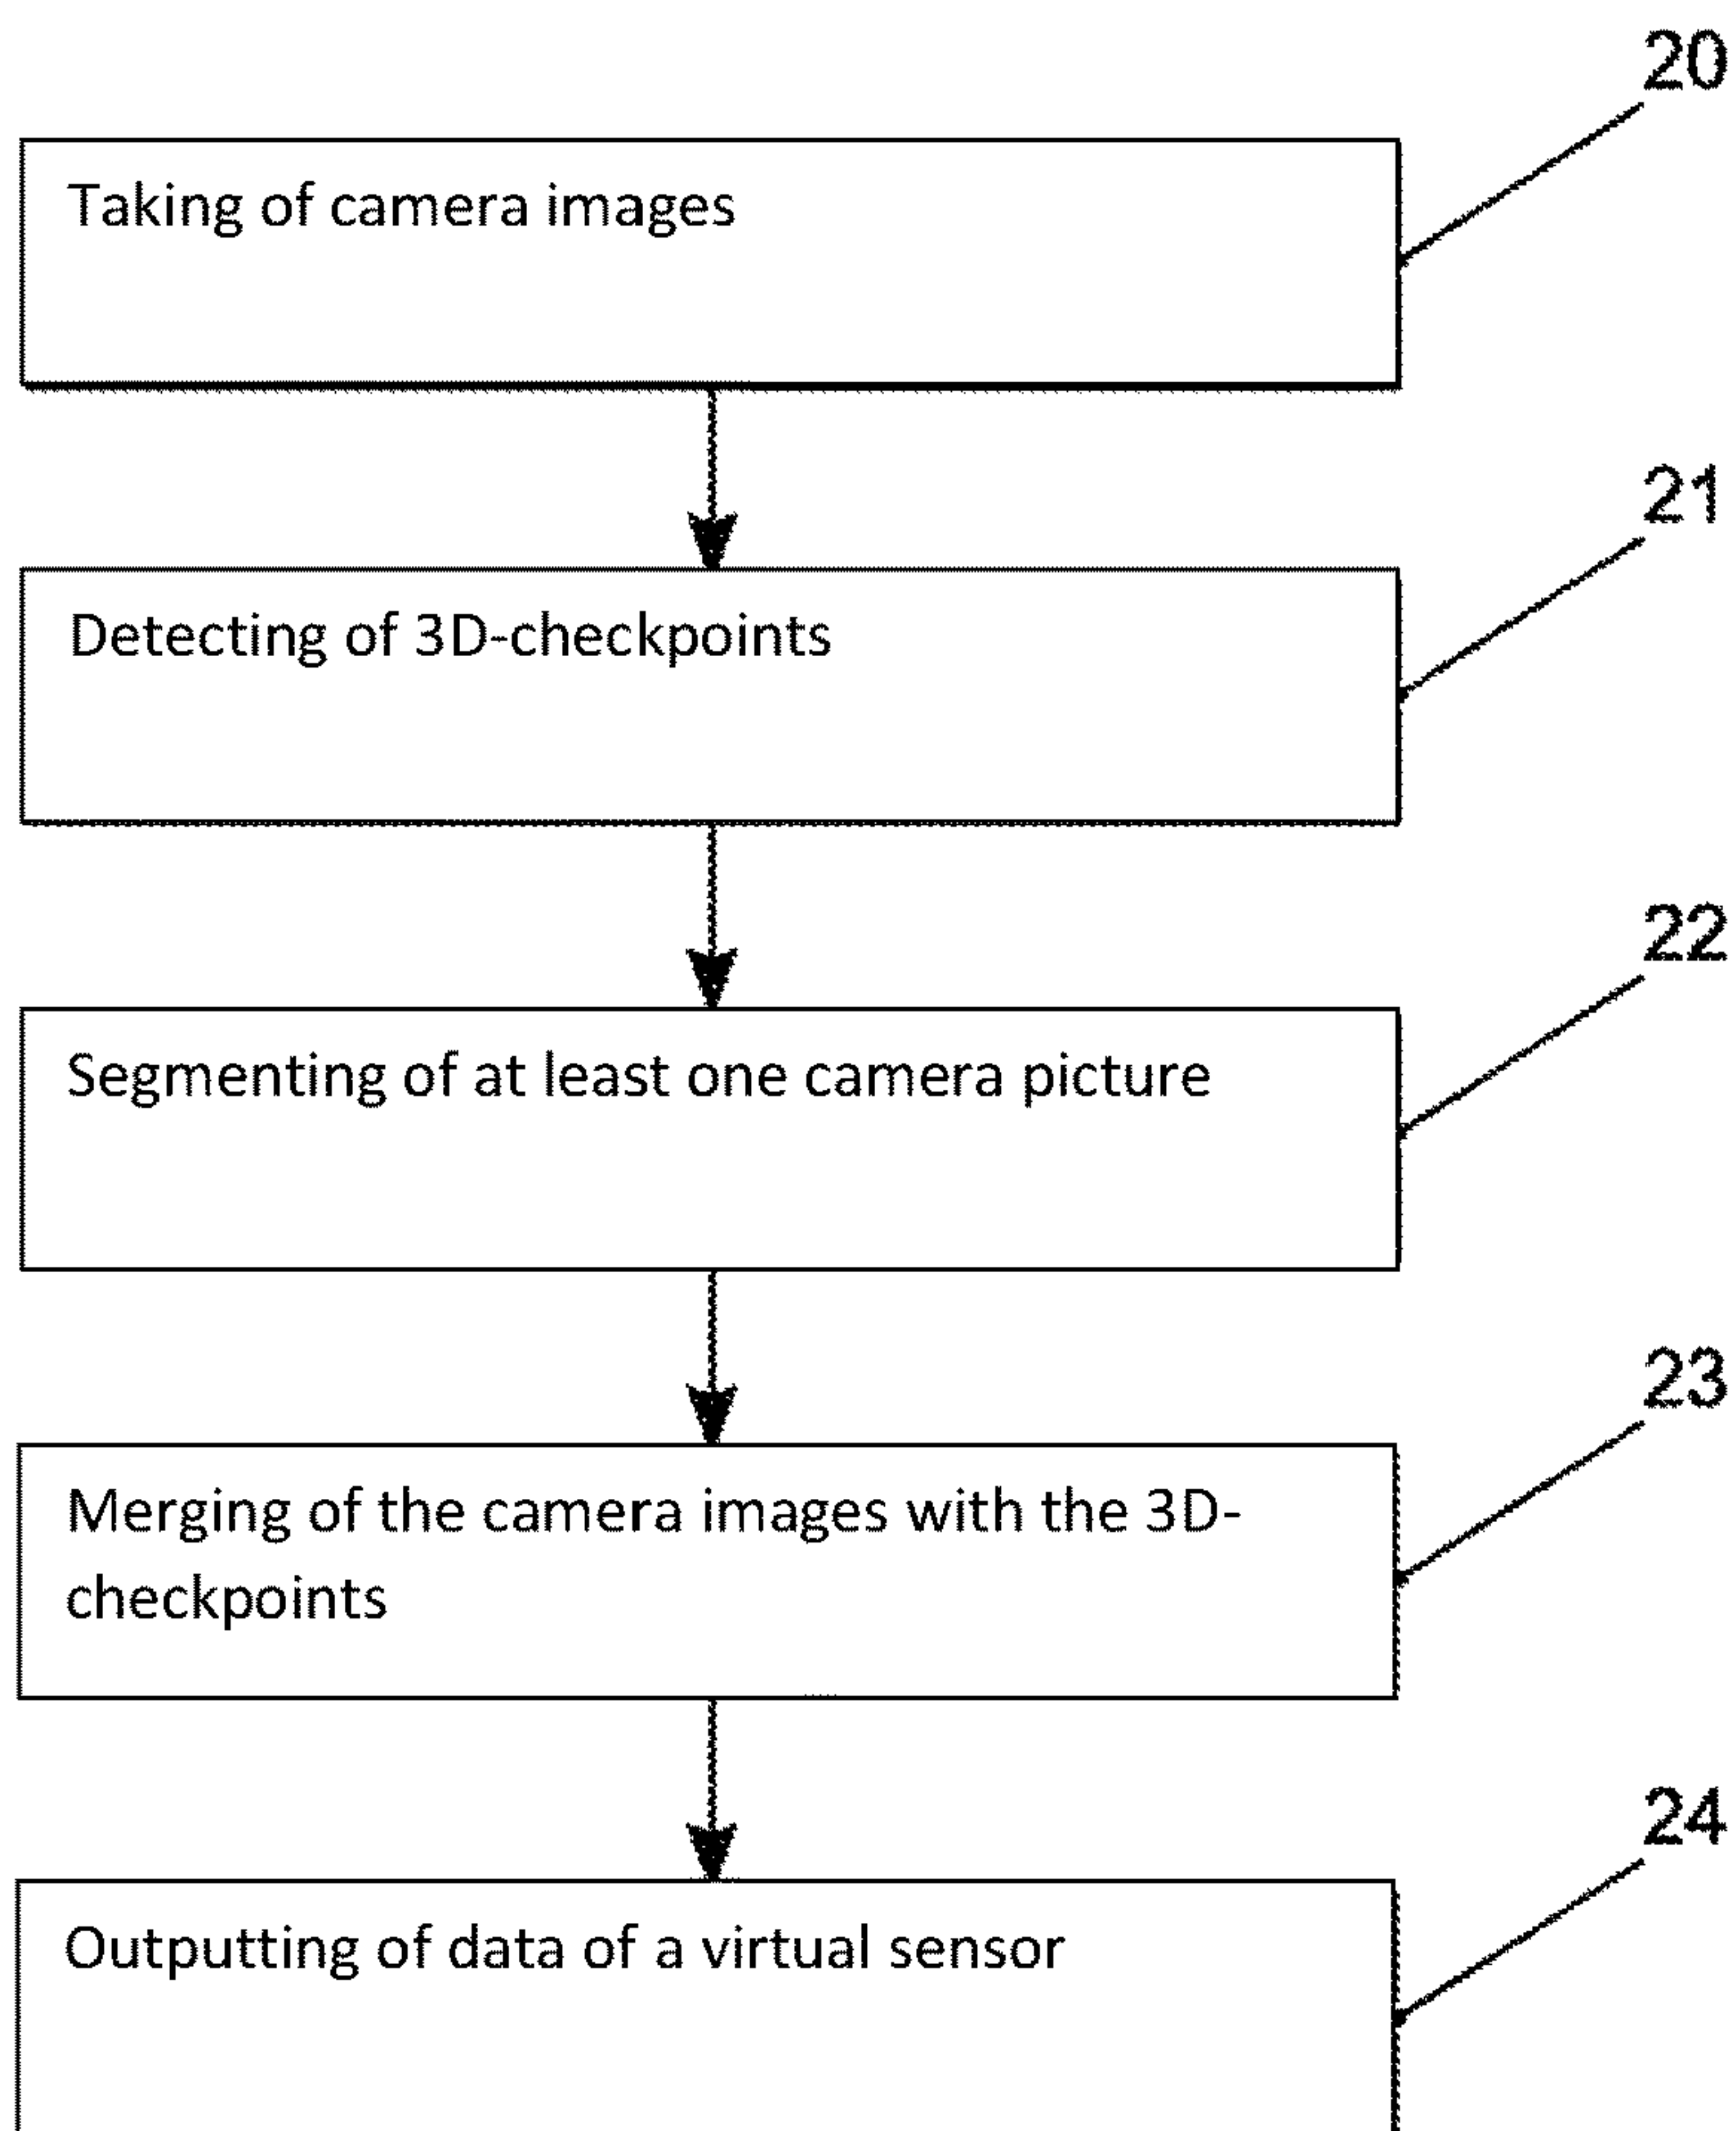 20
Taking of camera images
21
Detecting of 3D-checkpoints
22
Segmenting of at least one camera picture
23
Merging of the camera images with the 3D-
checkpoints
24
Outputting of data of a virtual sensor